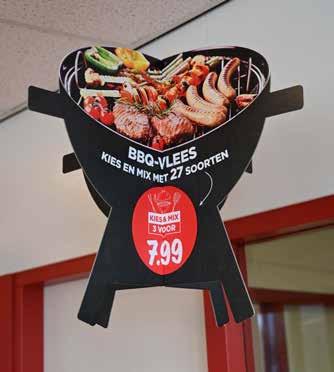 BBQ-VLEES
KIES EN MIX MET 27 SOORTEN
KIES & MIX
3 VOOR
7.99